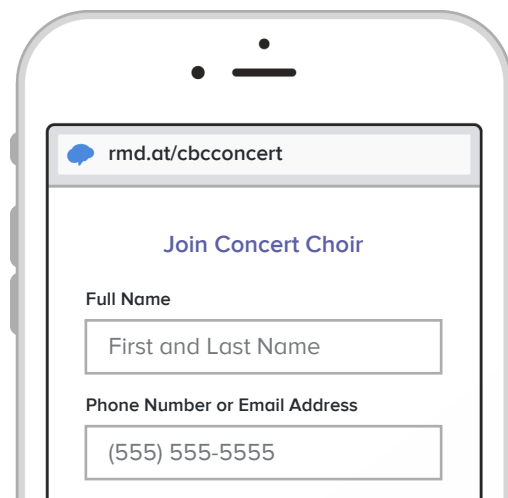 rmd.at/cbcconcert
Join Concert Choir
Full Name
First and Last Name
Phone Number or Email Address
(555) 555-5555